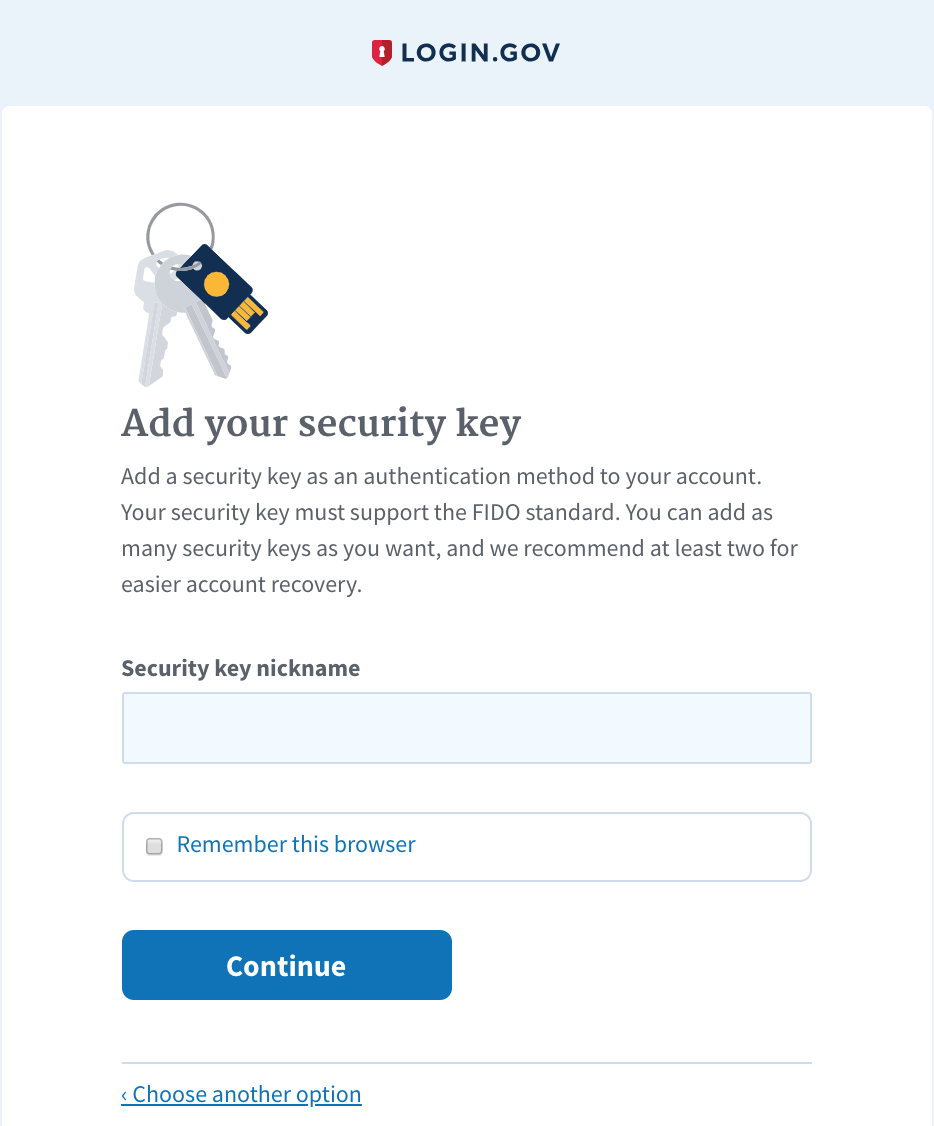 LOGIN.GOV
Add your security key
Add a security key as an authentication method to your account.
Your security key must support the FIDO standard. You can add as
many security keys as you want, and we recommend at least two for
easier account recovery.
Security key nickname
Remember this browser
Continue
‹ Choose another option